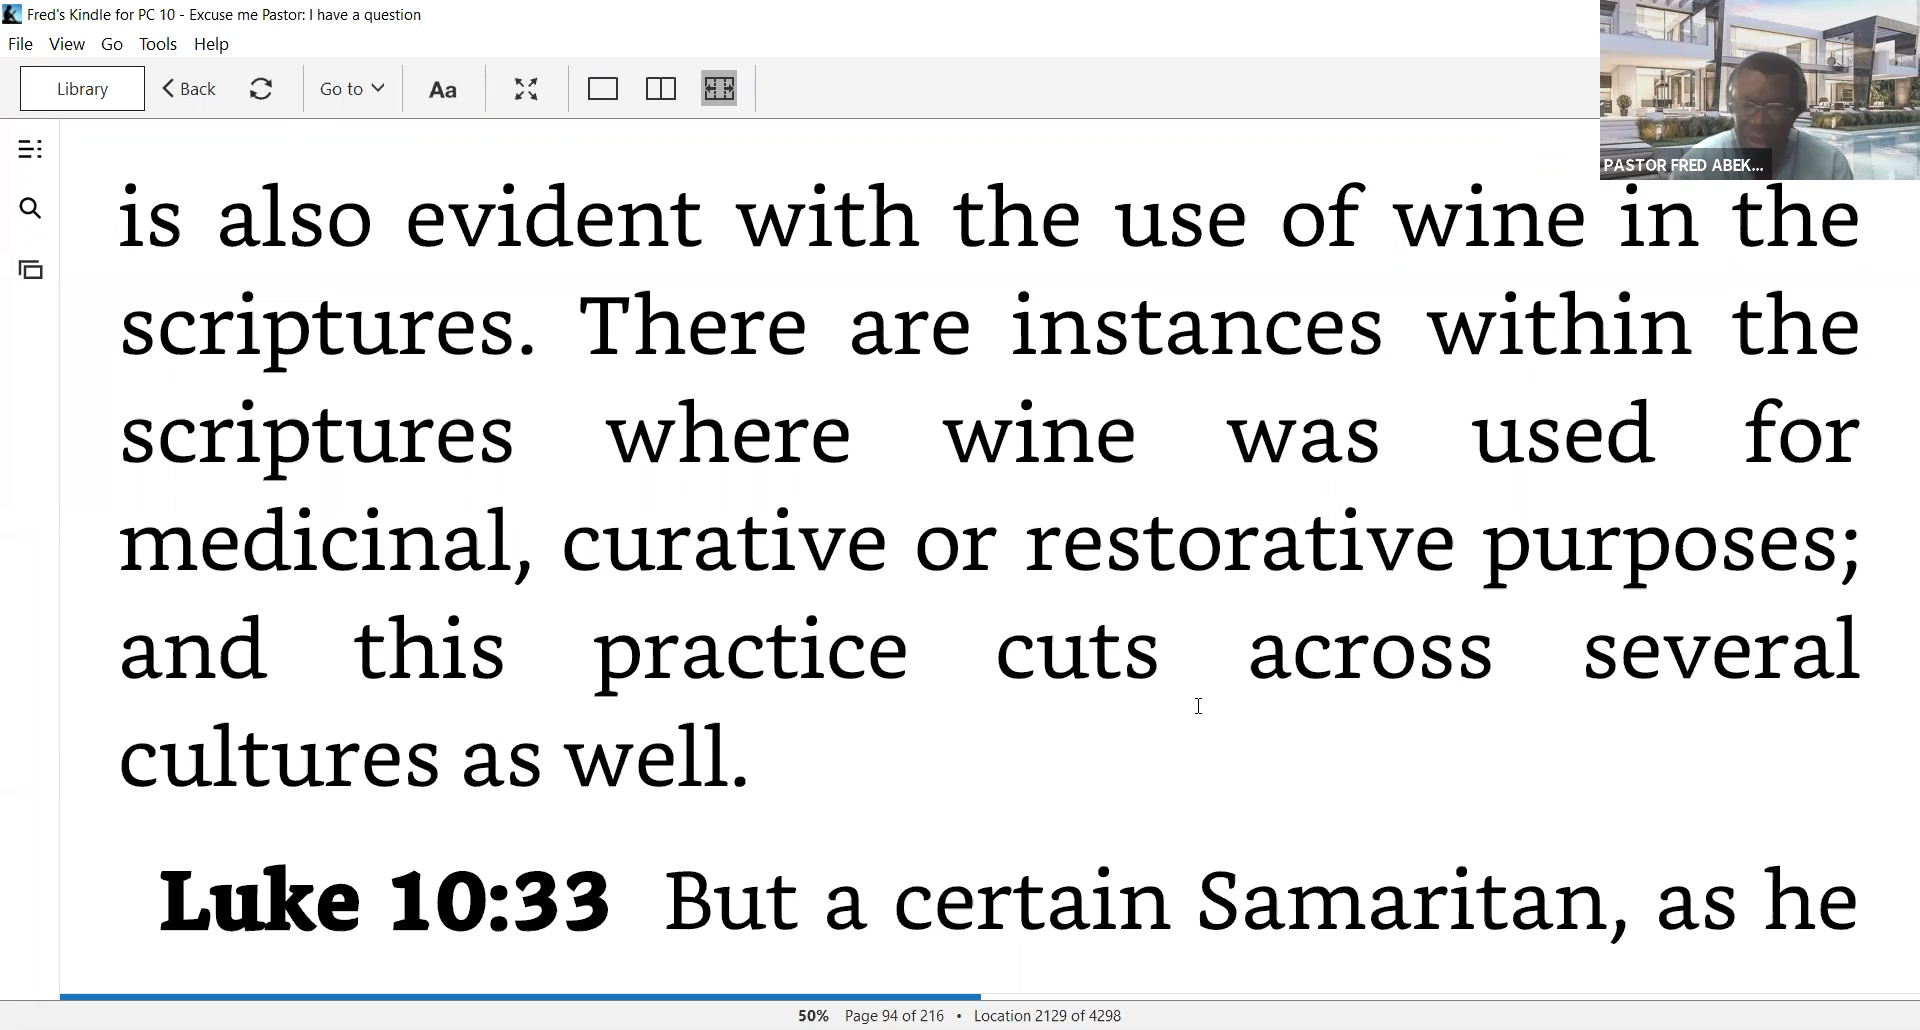 Fred's Kindle for PC 10 - Excuse me Pastor: I have a question
File View Go Tools Help
Library Back Go to Aa
PASTOR FRED ABEK...
is also evident with the use of wine in the
scriptures. There are instances within the
scriptures where wine was used for
medicinal, curative or restorative purposes;
and this practice cuts across several
cultures as well.
Luke 10:33 But a certain Samaritan, as he
50% Page 94 of 216 • Location 2129 of 4298